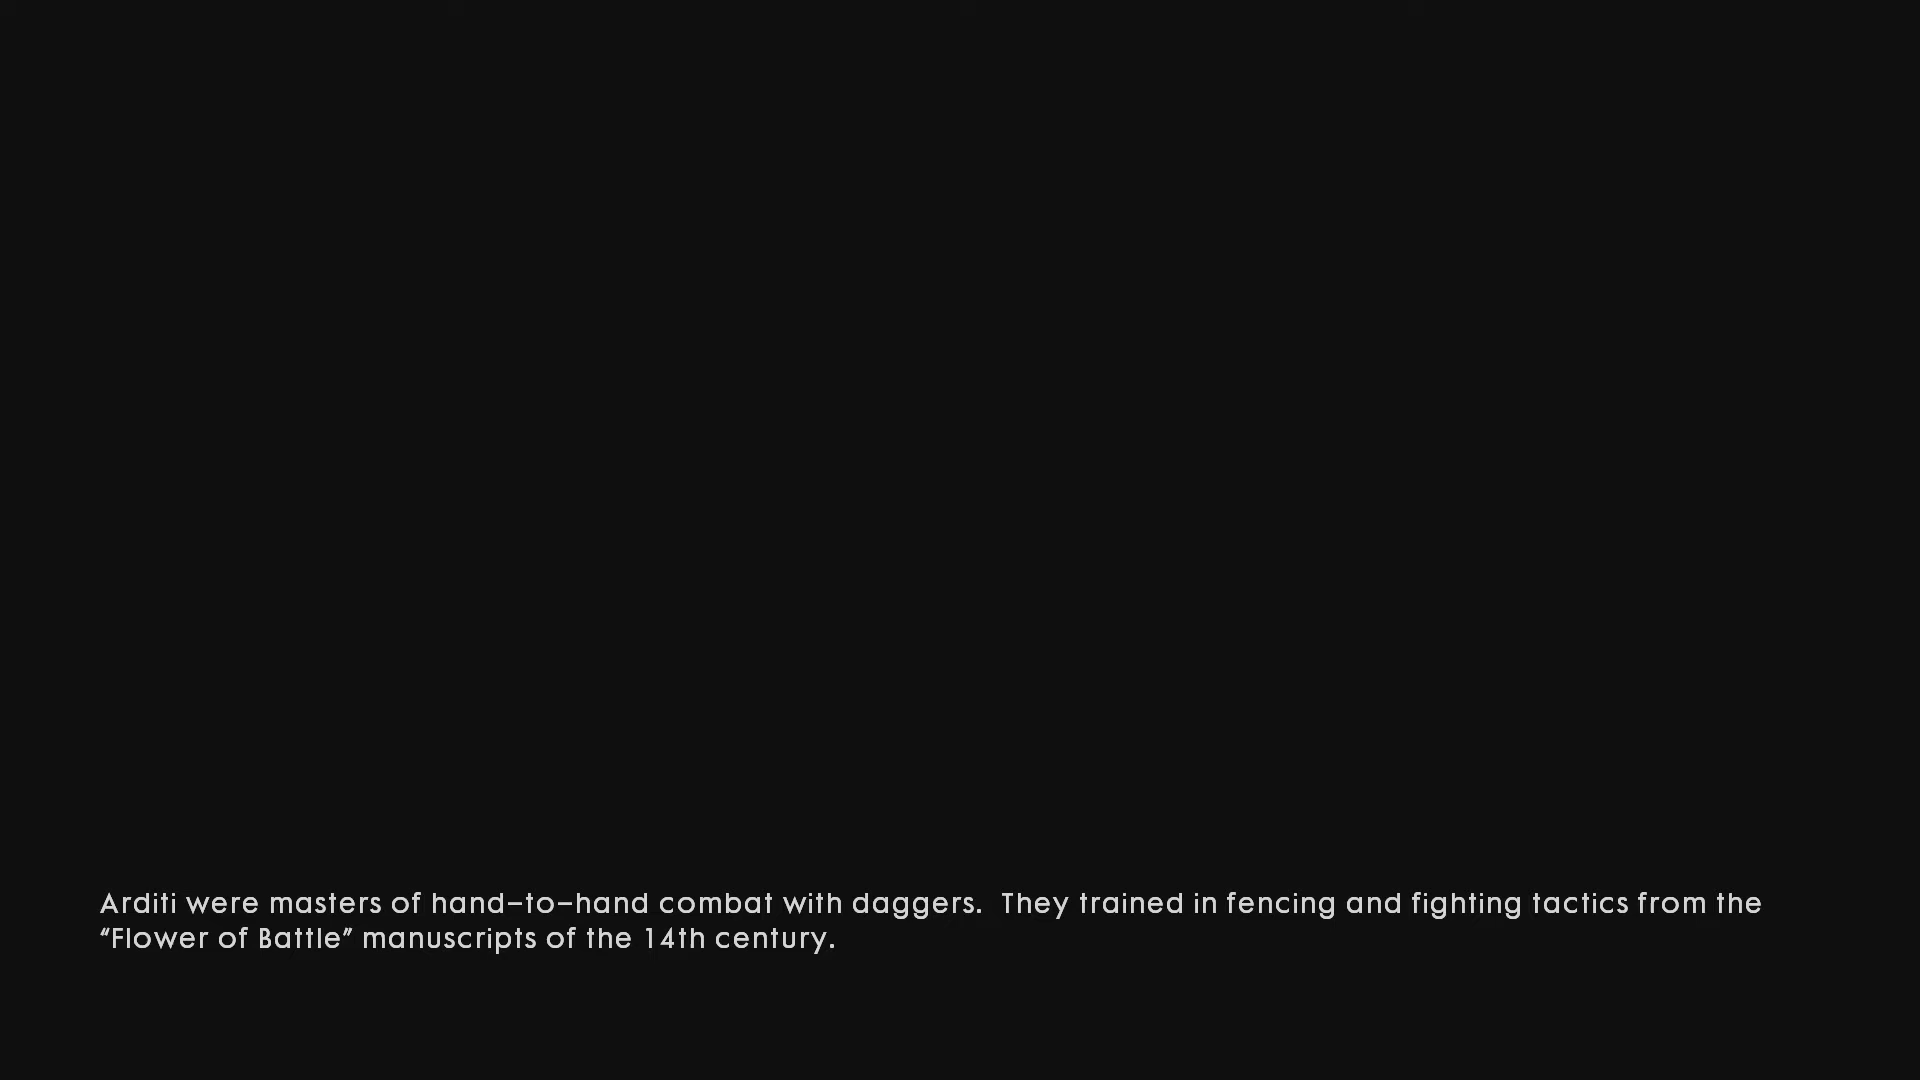 Arditi were masters of hand-to-hand combat with daggers.  They trained in fencing and fighting tactics from the
“Flower of Battle” manuscripts of the 14th century.